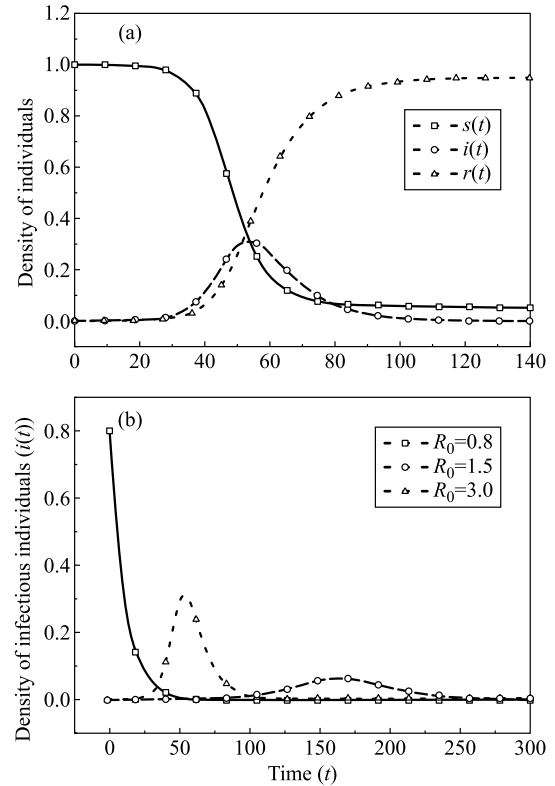 1.2
(a)
1.0
0.8
0.6
0.4
0.2
0.0
Density of individuals
s(t)
i(t)
r(t)
0 20 40 60 80 100 120 140
(b)
0.8
0.6
0.4
0.2
0.0
Density of infectious individuals (i(t))
R₀=0.8
R₀=1.5
R₀=3.0
0 50 100 150 200 250 300
Time (t)